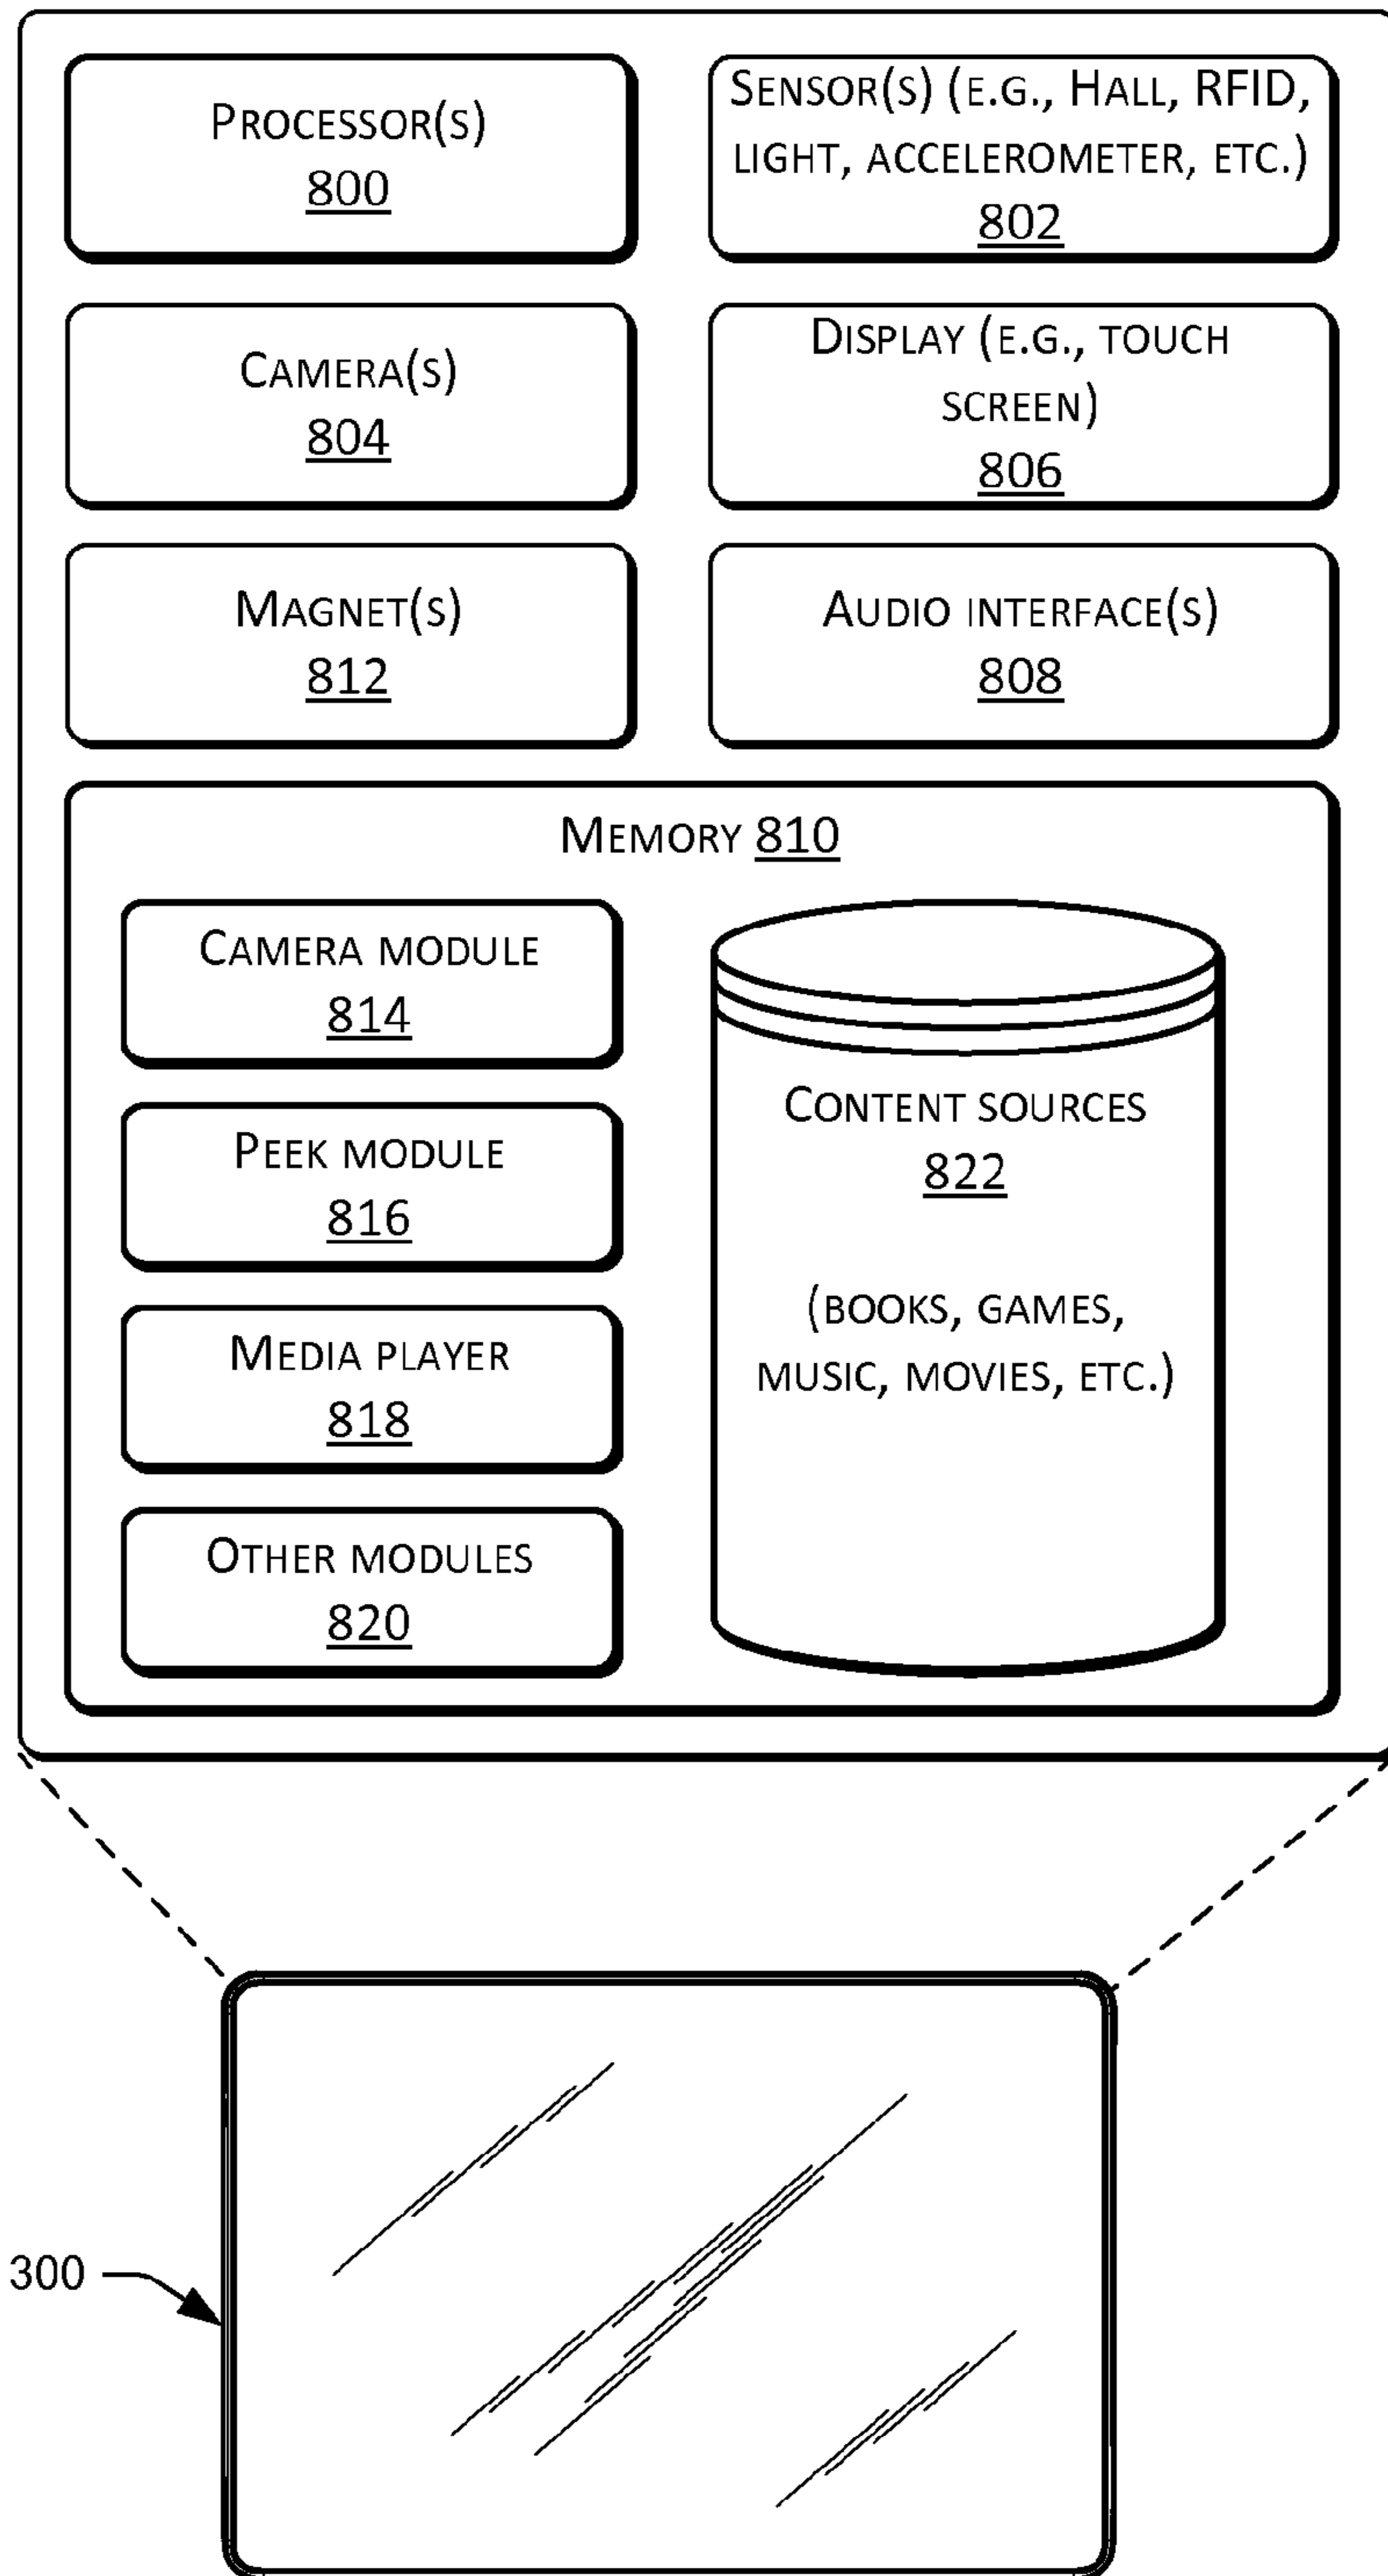 PROCESSOR(S)
800
SENSOR(S) (E.G., HALL, RFID,
LIGHT, ACCELEROMETER, ETC.)
802
CAMERA(S)
804
DISPLAY (E.G., TOUCH
SCREEN)
806
MAGNET(S)
812
AUDIO INTERFACE(S)
808
MEMORY 810
CAMERA MODULE
814
PEEK MODULE
816
MEDIA PLAYER
818
OTHER MODULES
820
CONTENT SOURCES
822
(BOOKS, GAMES,
MUSIC, MOVIES, ETC.)
300